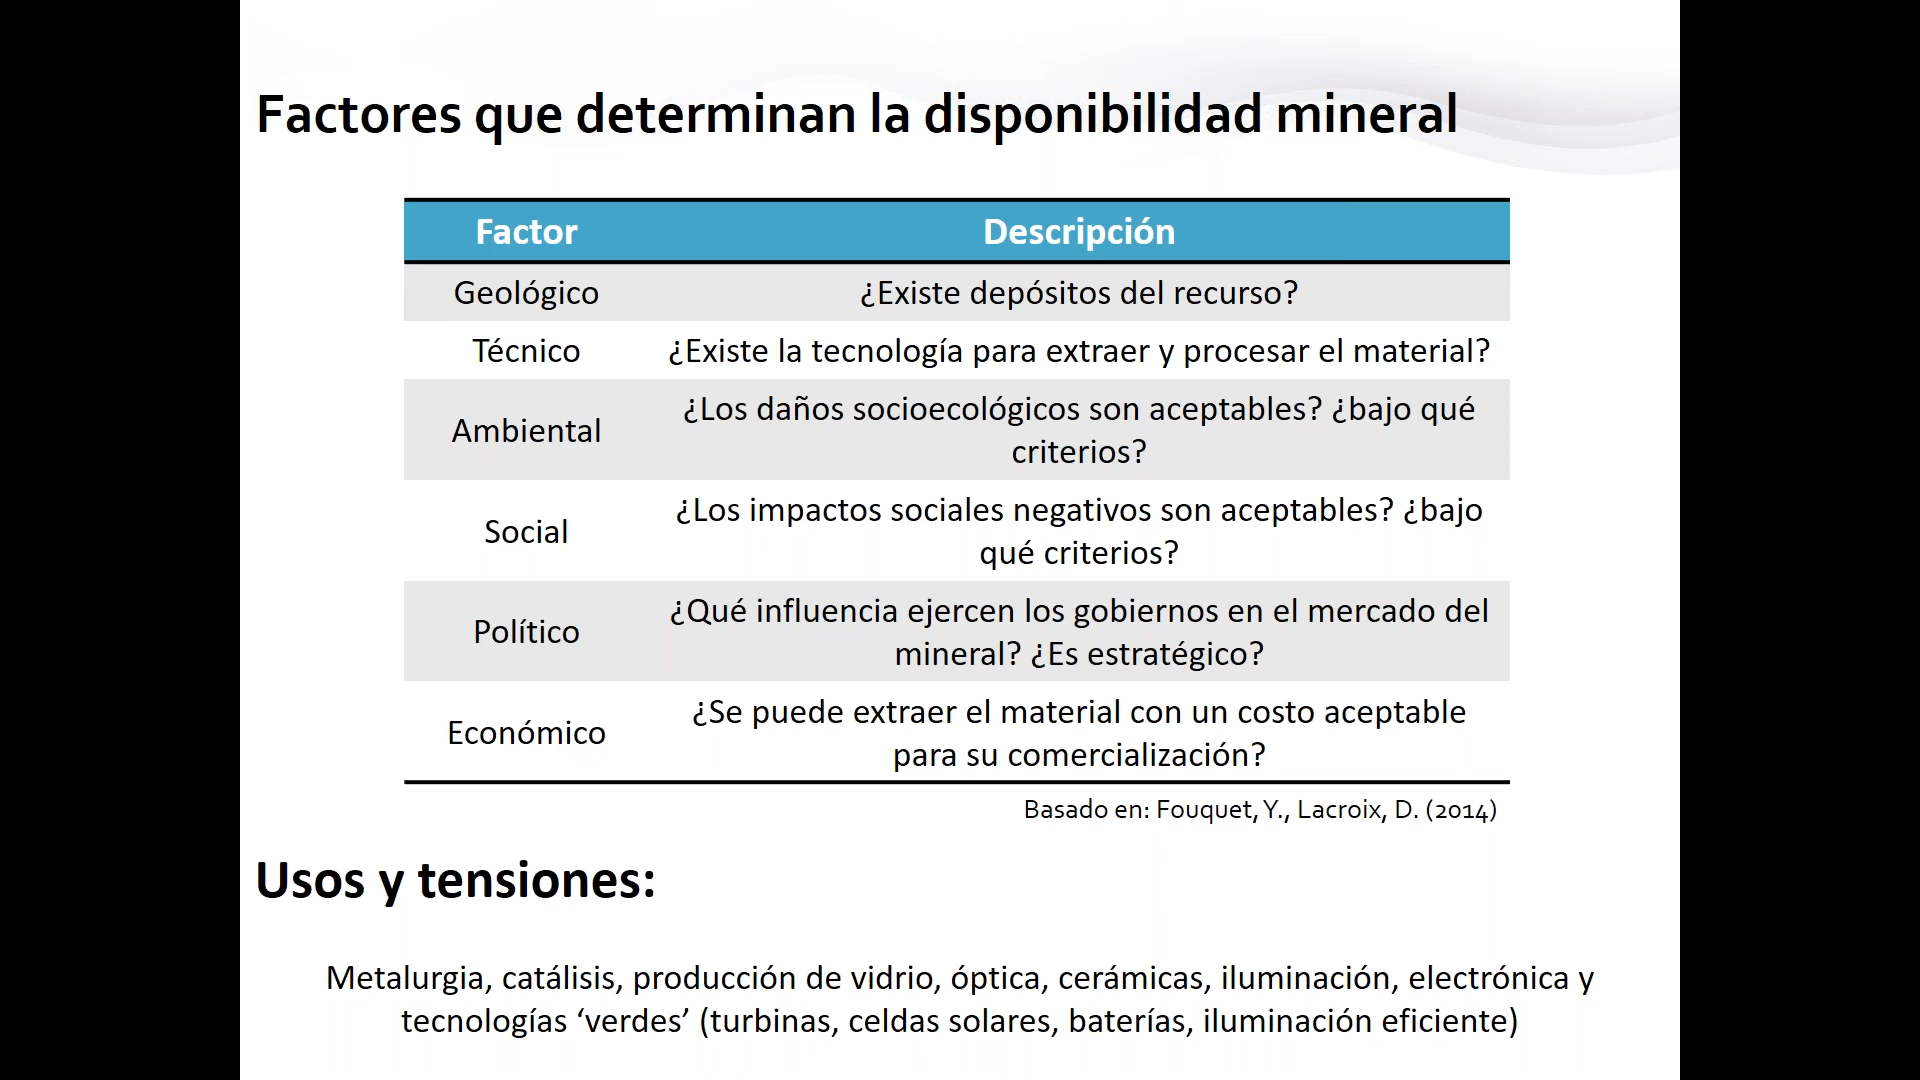 Factores que determinan la disponibilidad mineral
Factor Descripción
Geológico ¿Existe depósitos del recurso?
Técnico ¿Existe la tecnología para extraer y procesar el material?
Ambiental ¿Los daños socioecológicos son aceptables? ¿bajo qué
criterios?
Social ¿Los impactos sociales negativos son aceptables? ¿bajo
qué criterios?
Político ¿Qué influencia ejercen los gobiernos en el mercado del
mineral? ¿Es estratégico?
Económico ¿Se puede extraer el material con un costo aceptable
para su comercialización?
Basado en: Fouquet, Y., Lacroix, D. (2014)
Usos y tensiones:
Metalurgia, catálisis, producción de vidrio, óptica, cerámicas, iluminación, electrónica y
tecnologías ‘verdes’ (turbinas, celdas solares, baterías, iluminación eficiente)